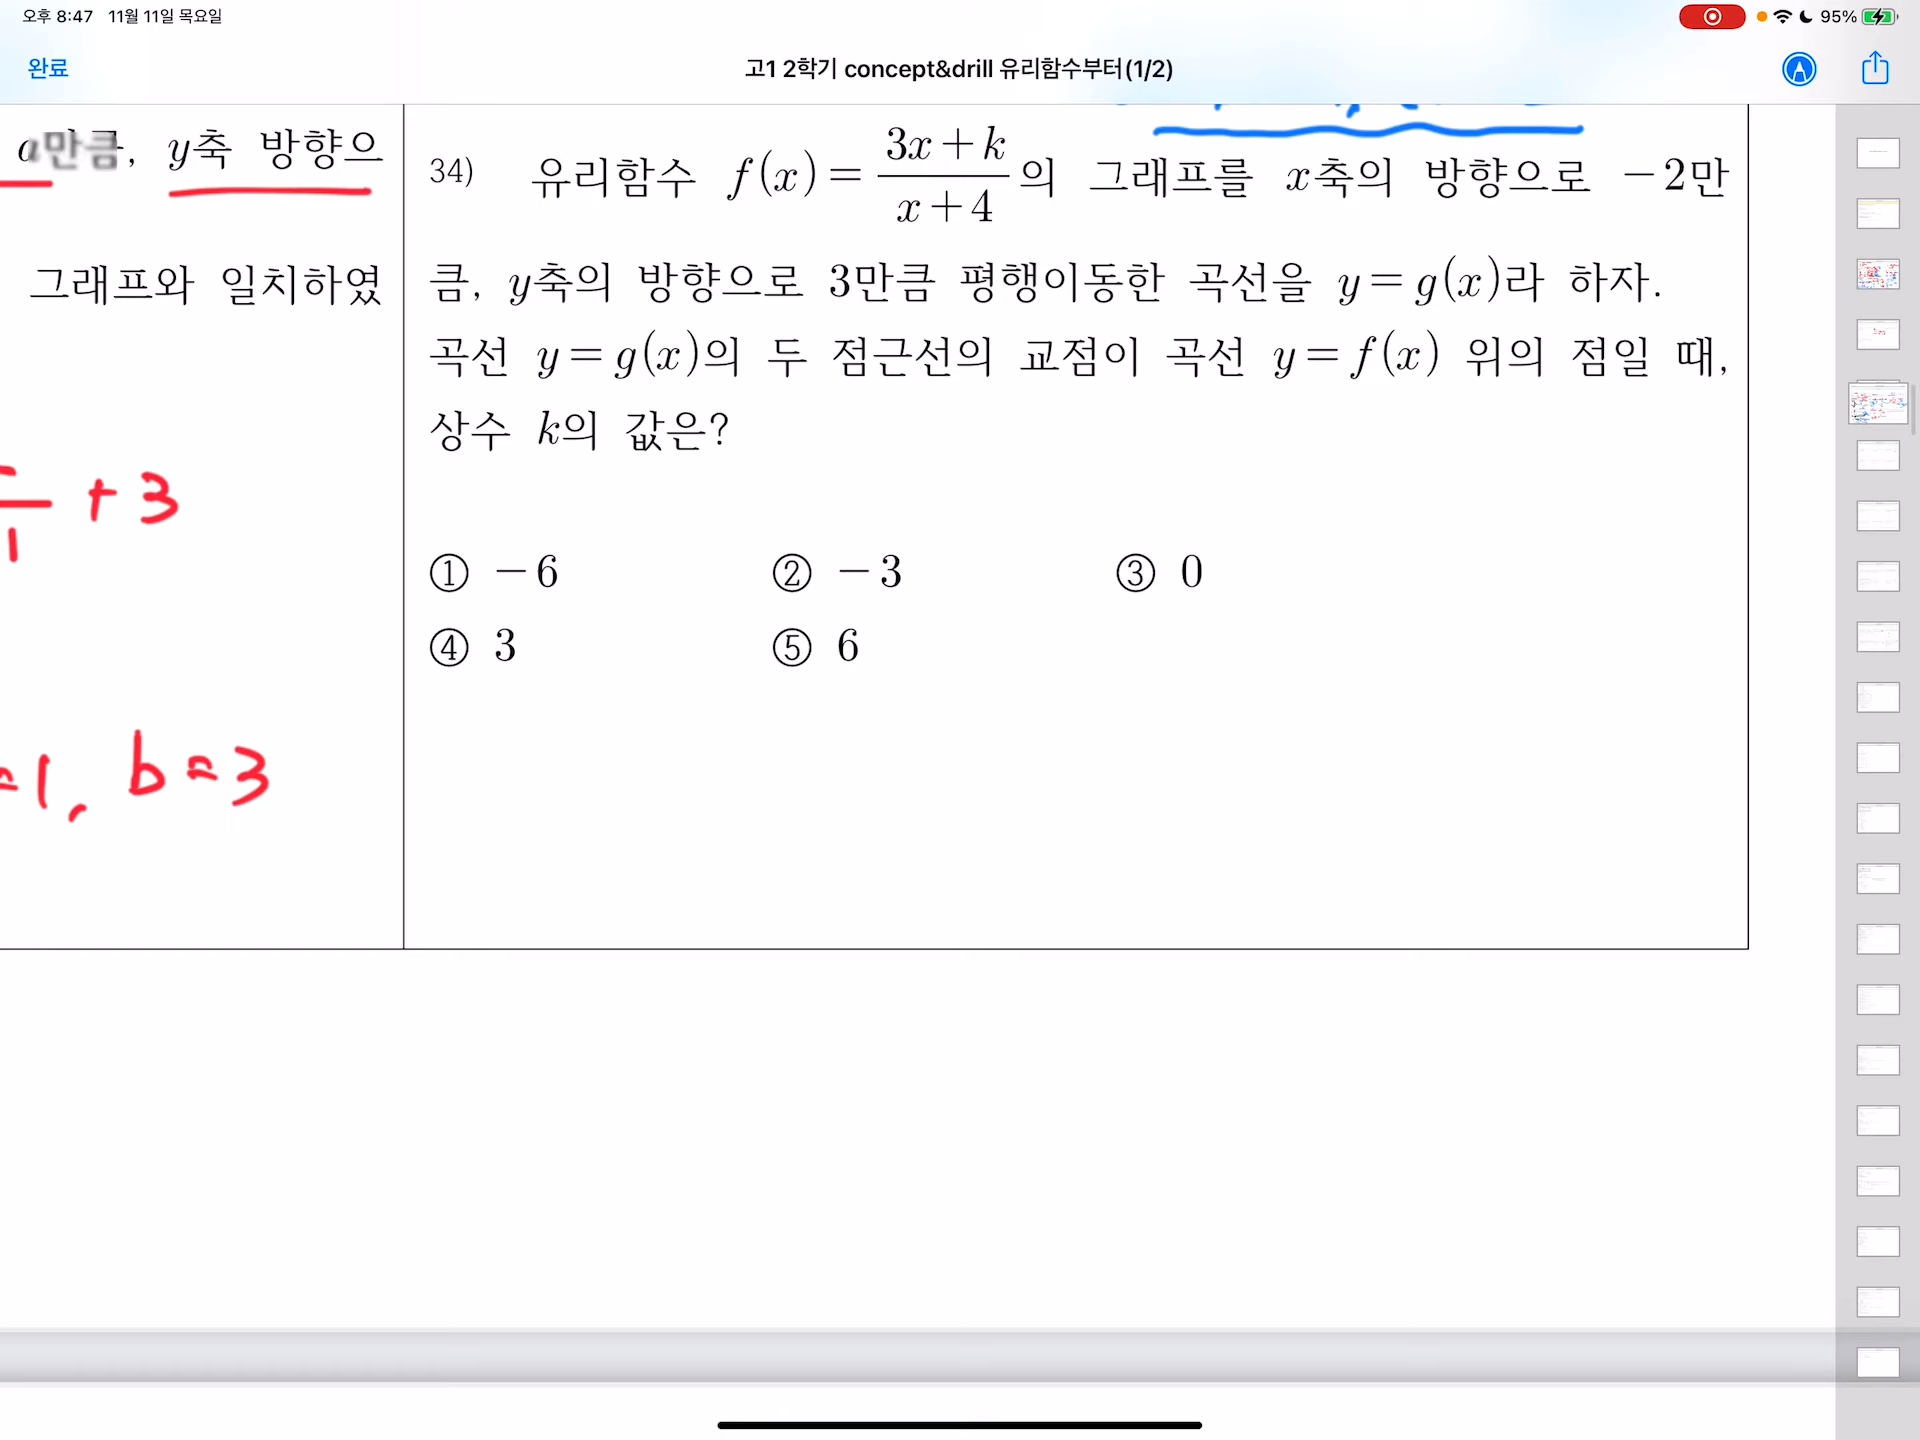 오후 8:47 11월 11일 목요일
95%
완료
고1 2학기 concept&drill 유리함수부터(1/2)
a만큼, y축 방향으
그래프와 일치하였
+3
1
=1, b=3
34) 유리함수 f(x)=\frac{3x+k}{x+4}의 그래프를 x축의 방향으로 -2만
큼, y축의 방향으로 3만큼 평행이동한 곡선을 y=g(x)라 하자.
곡선 y=g(x)의 두 점근선의 교점이 곡선 y=f(x) 위의 점일 때,
상수 k의 값은?
① -6 ② -3 ③ 0
④ 3 ⑤ 6